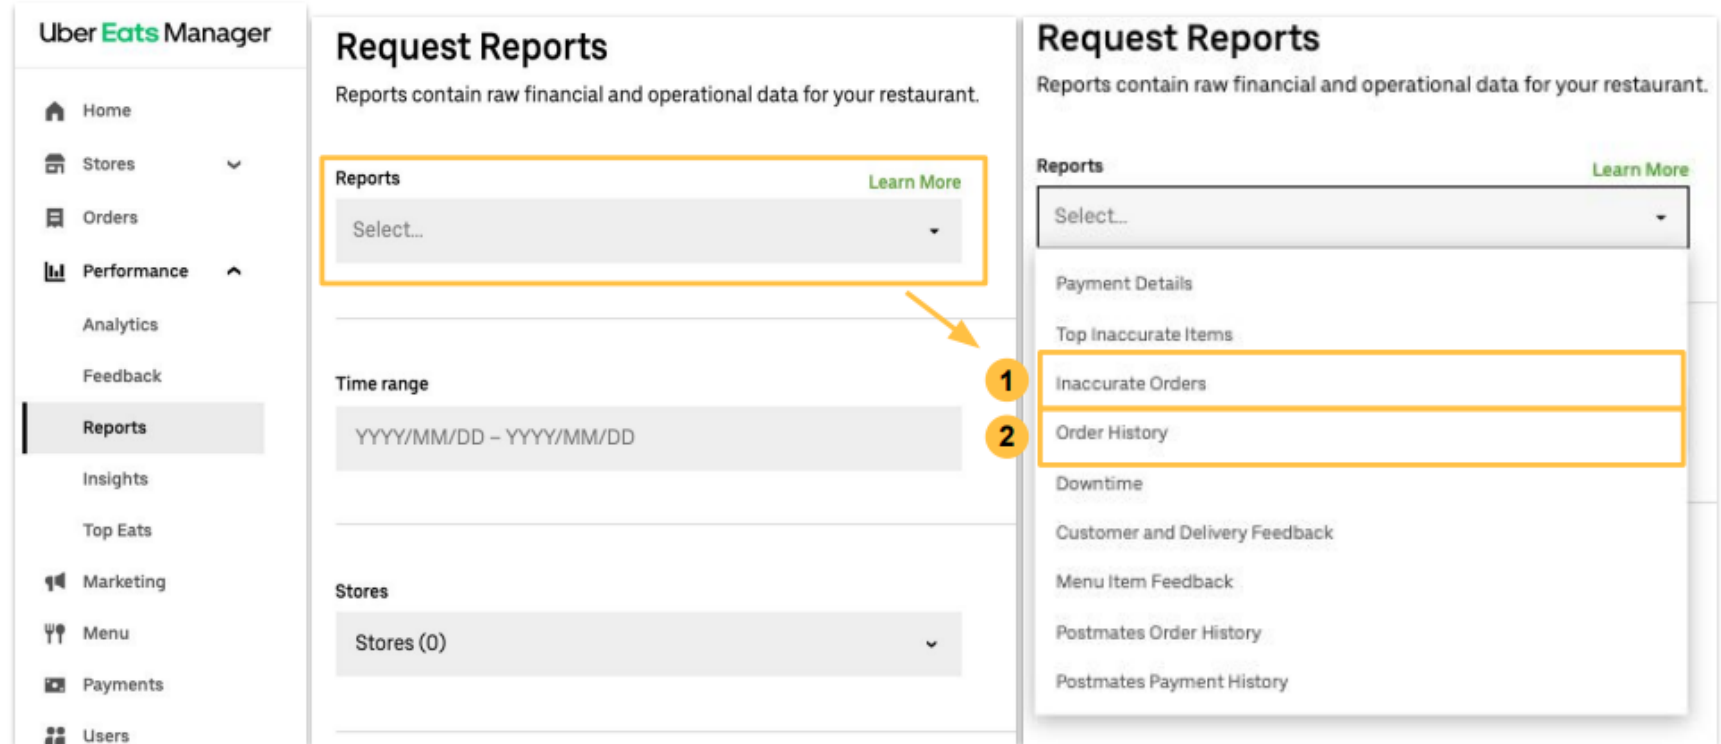 Uber Eats Manager
Home
Stores
Orders
Performance
Analytics
Feedback
Reports
Insights
Top Eats
Marketing
Menu
Payments
Users
Request Reports
Reports contain raw financial and operational data for your restaurant.
Reports
Learn More
Select...
Time range
YYYY/MM/DD – YYYY/MM/DD
Stores
Stores (0)
Request Reports
Reports contain raw financial and operational data for your restaurant.
Reports
Learn More
Select...
Payment Details
Top Inaccurate Items
1
Inaccurate Orders
2
Order History
Downtime
Customer and Delivery Feedback
Menu Item Feedback
Postmates Order History
Postmates Payment History